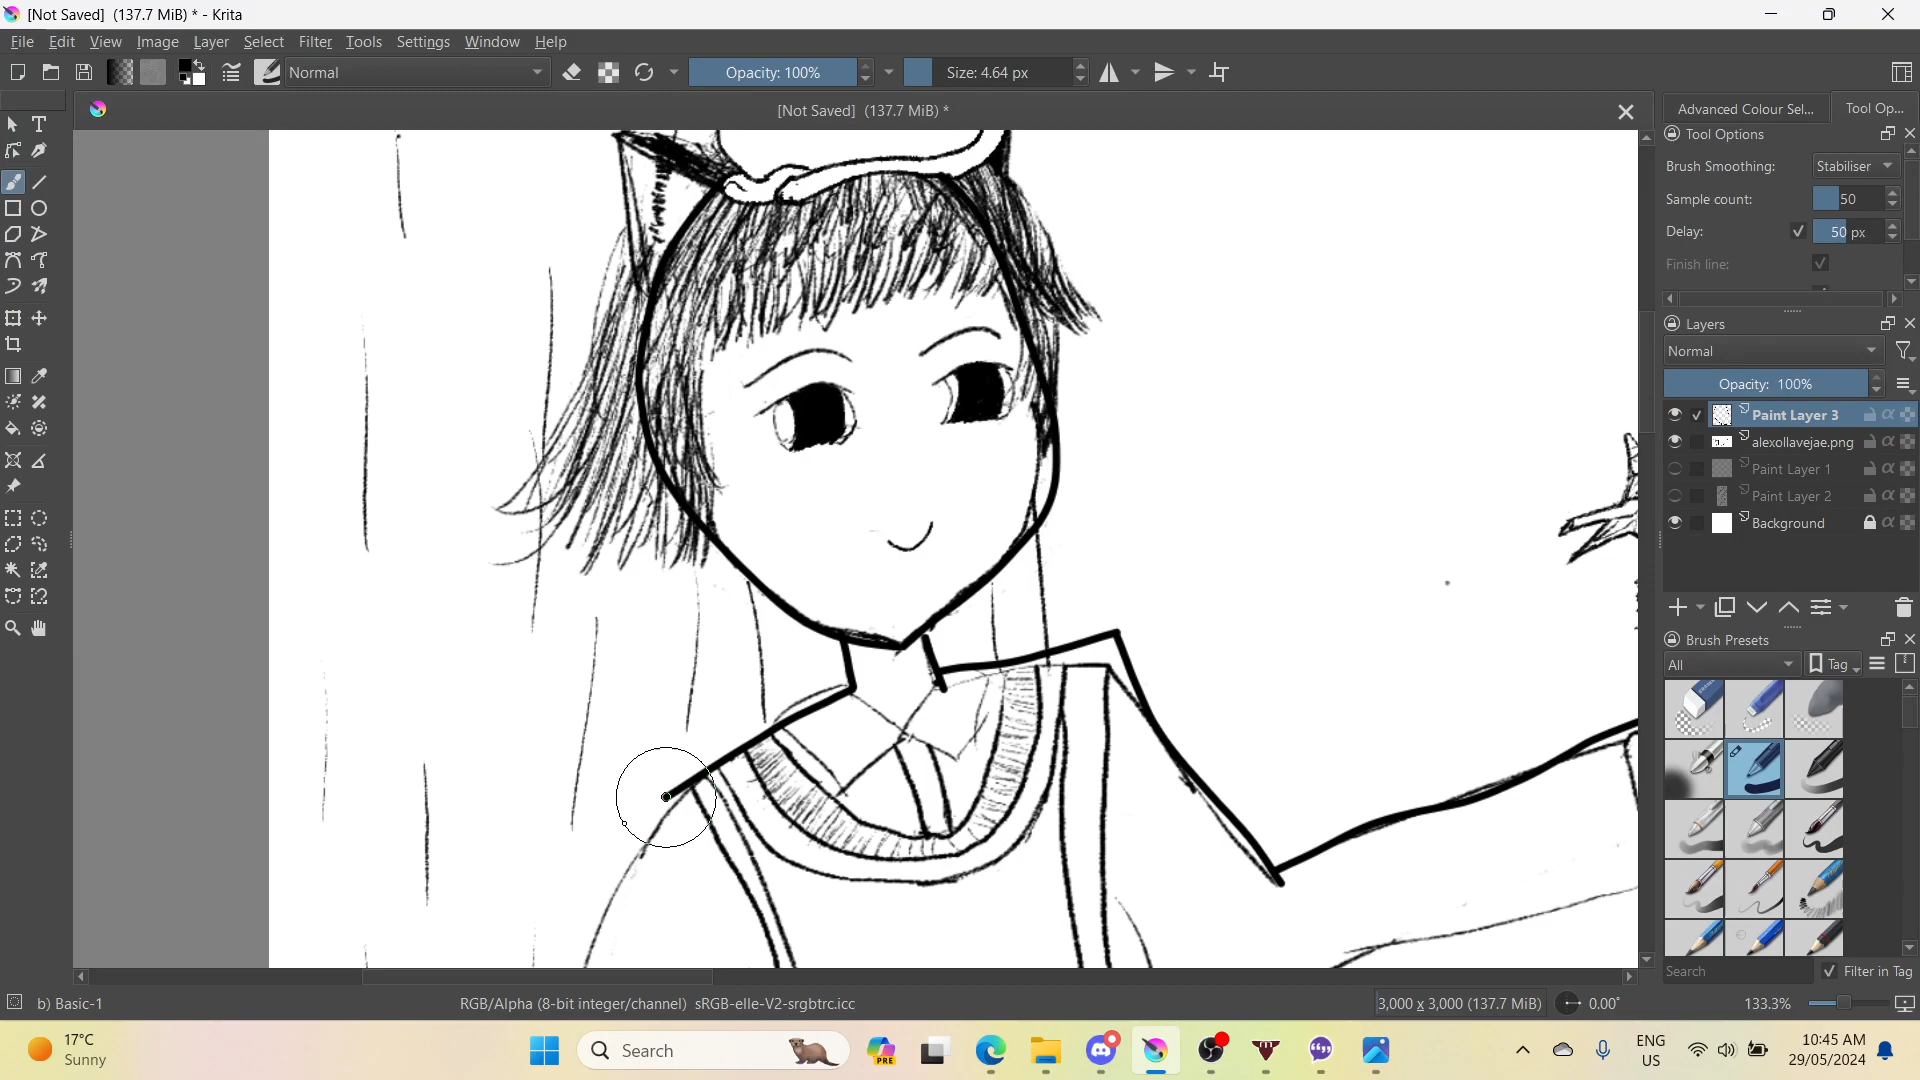 [Not Saved]  (137.7 MiB) * - Krita
File Edit View Image Layer Select Filter Tools Settings Window Help
Normal Opacity: 100% Size: 4.64 px
[Not Saved]  (137.7 MiB) *
Advanced Colour Sel... Tool Op...
Tool Options
Brush Smoothing: Stabiliser
Sample count: 50
Delay: 50 px
Finish line:
Layers
Normal
Opacity:  100%
Paint Layer 3
alexollavejae.png
Paint Layer 1
Paint Layer 2
Background
Brush Presets
All Tag
Search Filter in Tag
b) Basic-1 RGB/Alpha (8-bit integer/channel)  sRGB-elle-V2-srgbtrc.icc 3,000 x 3,000 (137.7 MiB) 0.00° 133.3%
17°C
Sunny
Search
PRE
ENG
US
10:45 AM
29/05/2024